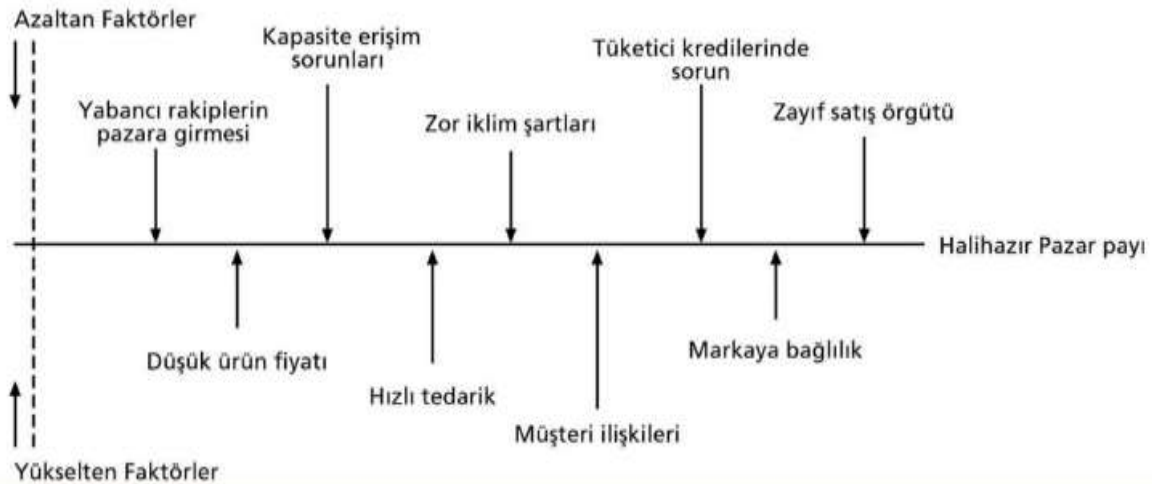 Azaltan Faktörler
Kapasite erişim
sorunları
Tüketici kredilerinde
sorun
Yabancı rakiplerin
pazara girmesi
Zor iklim şartları
Zayıf satış örgütü
Halihazır Pazar payı
Düşük ürün fiyatı
Markaya bağlılık
Hızlı tedarik
Müşteri ilişkileri
Yükselten Faktörler